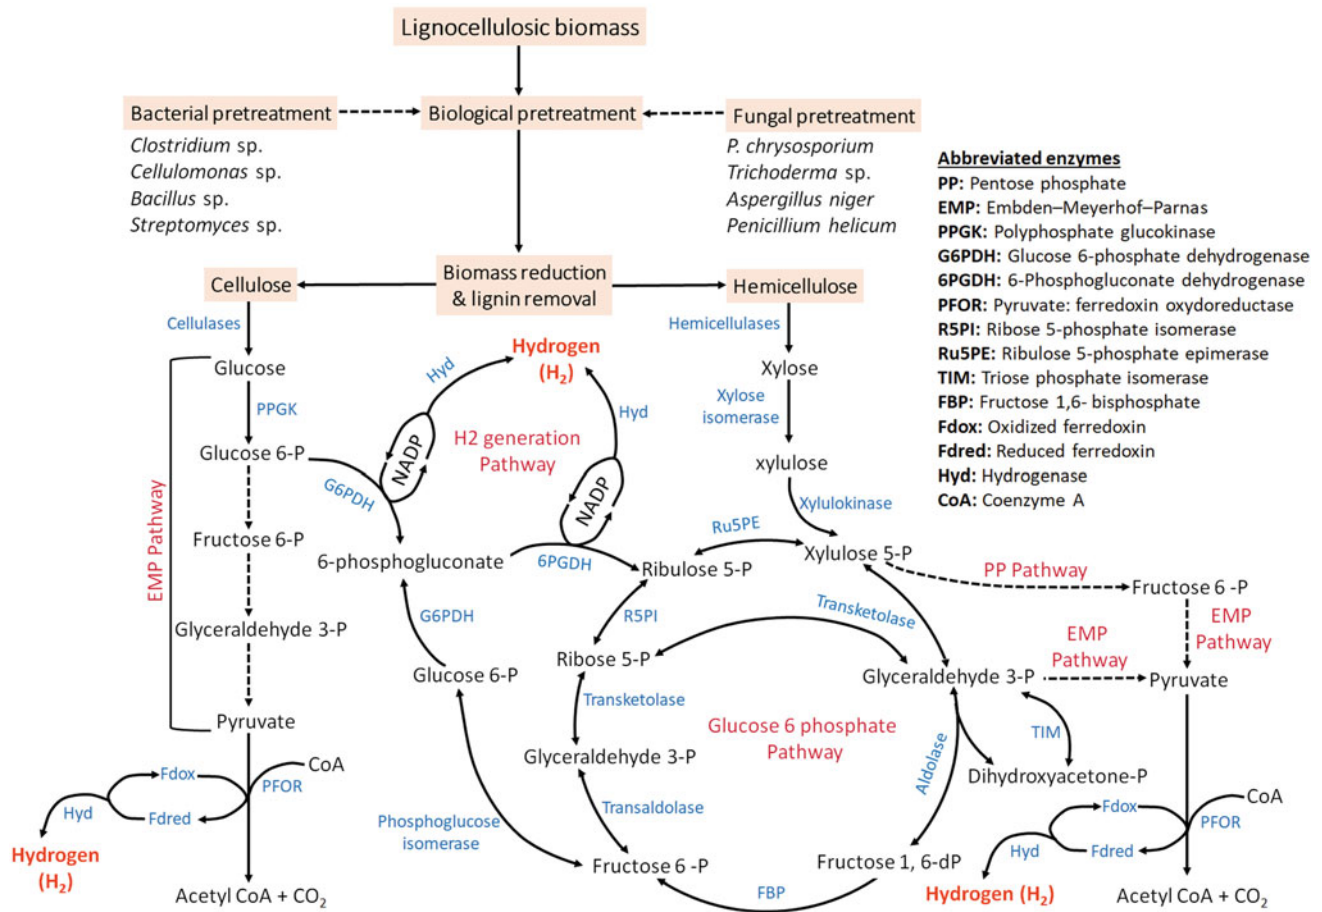 Lignocellulosic biomass
Bacterial pretreatment
Biological pretreatment
Fungal pretreatment
Clostridium sp.
Cellulomonas sp.
Bacillus sp.
Streptomyces sp.
P. chrysosporium
Trichoderma sp.
Aspergillus niger
Penicillium helicum
Abbreviated enzymes
PP: Pentose phosphate
EMP: Embden–Meyerhof–Parnas
PPGK: Polyphosphate glucokinase
G6PDH: Glucose 6-phosphate dehydrogenase
6PGDH: 6-Phosphogluconate dehydrogenase
PFOR: Pyruvate: ferredoxin oxydoreductase
R5PI: Ribose 5-phosphate isomerase
Ru5PE: Ribulose 5-phosphate epimerase
TIM: Triose phosphate isomerase
FBP: Fructose 1,6- bisphosphate
Fdox: Oxidized ferredoxin
Fdred: Reduced ferredoxin
Hyd: Hydrogenase
CoA: Coenzyme A
Cellulose
Biomass reduction
& lignin removal
Hemicellulose
Cellulases
Glucose
PPGK
Glucose 6-P
EMP Pathway
Fructose 6-P
Glyceraldehyde 3-P
Pyruvate
CoA
PFOR
Fdox
Fdred
Hyd
Hydrogen
(H2)
Acetyl CoA + CO2
Hydrogen
(H2)
Hyd
Hyd
NADP
NADP
H2 generation
Pathway
G6PDH
6-phosphogluconate
6PGDH
Ribulose 5-P
Ru5PE
G6PDH
Glucose 6-P
R5PI
Ribose 5-P
Transketolase
Glyceraldehyde 3-P
Transaldolase
Phosphoglucose
isomerase
Fructose 6 -P
FBP
Fructose 1, 6-dP
Aldolase
Glucose 6 phosphate
Pathway
Hemicellulases
Xylose
Xylose
isomerase
xylulose
Xylulokinase
Xylulose 5-P
PP Pathway
Fructose 6 -P
EMP
Pathway
Transketolase
Glyceraldehyde 3-P
EMP
Pathway
Pyruvate
TIM
Dihydroxyacetone-P
CoA
PFOR
Fdox
Fdred
Hyd
Hydrogen (H2)
Acetyl CoA + CO2